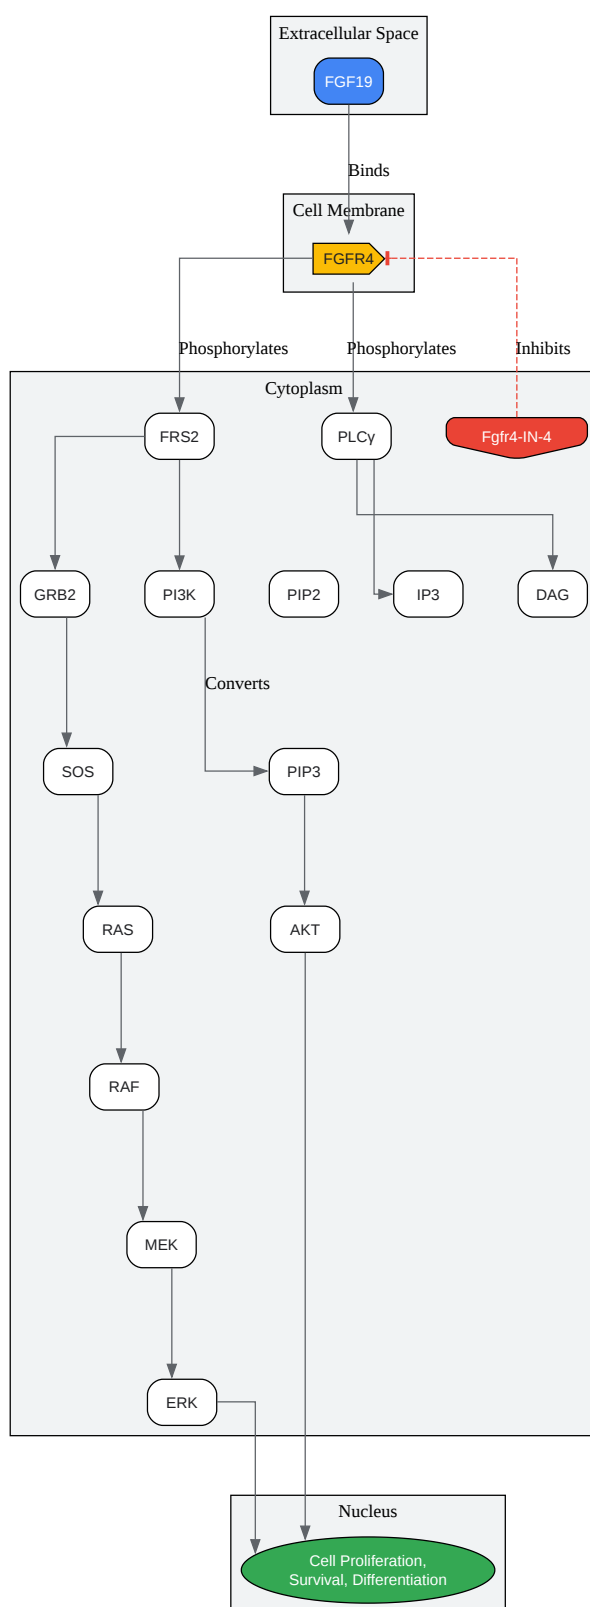 Extracellular Space
FGF19
Binds
Cell Membrane
FGFR4
Phosphorylates
Phosphorylates
Inhibits
Cytoplasm
FRS2
PLCγ
Fgfr4-IN-4
GRB2
PI3K
PIP2
IP3
DAG
Converts
SOS
PIP3
RAS
AKT
RAF
MEK
ERK
Nucleus
Cell Proliferation,
Survival, Differentiation